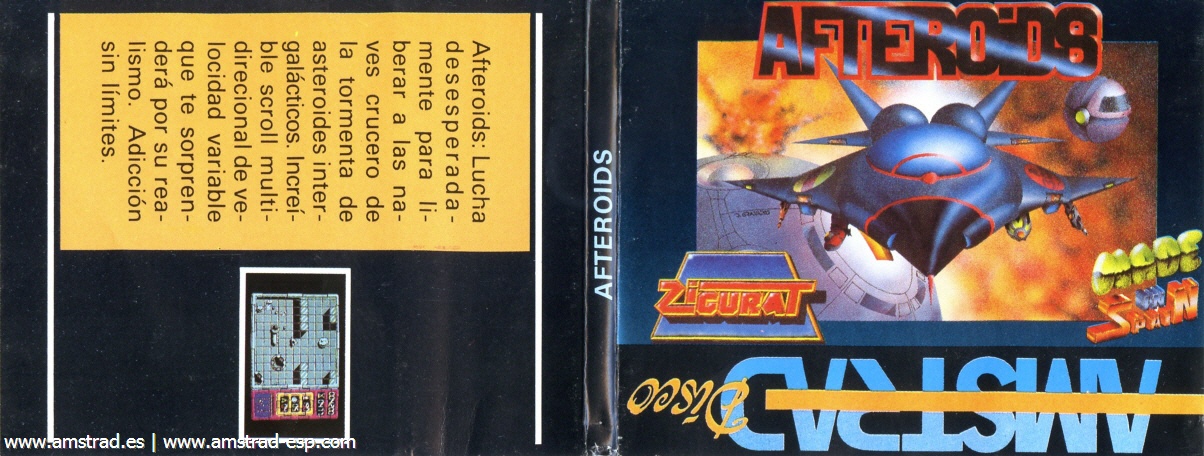 Afteroids: Lucha
desesperada-
mente para li-
berar a las na-
ves crucero de
la tormenta de
asteroides inter-
galácticos. Increí-
ble scroll multi-
direcional de ve-
locidad variable
que te sorpren-
derá por su rea-
lismo. Adicción
sin límites.
AFTEROIDS
AFTEROIDS
ZIGURAT
MADE
IN
SPAIN
AMSTRAD
Disco
www.amstrad.es | www.amstrad-esp.com